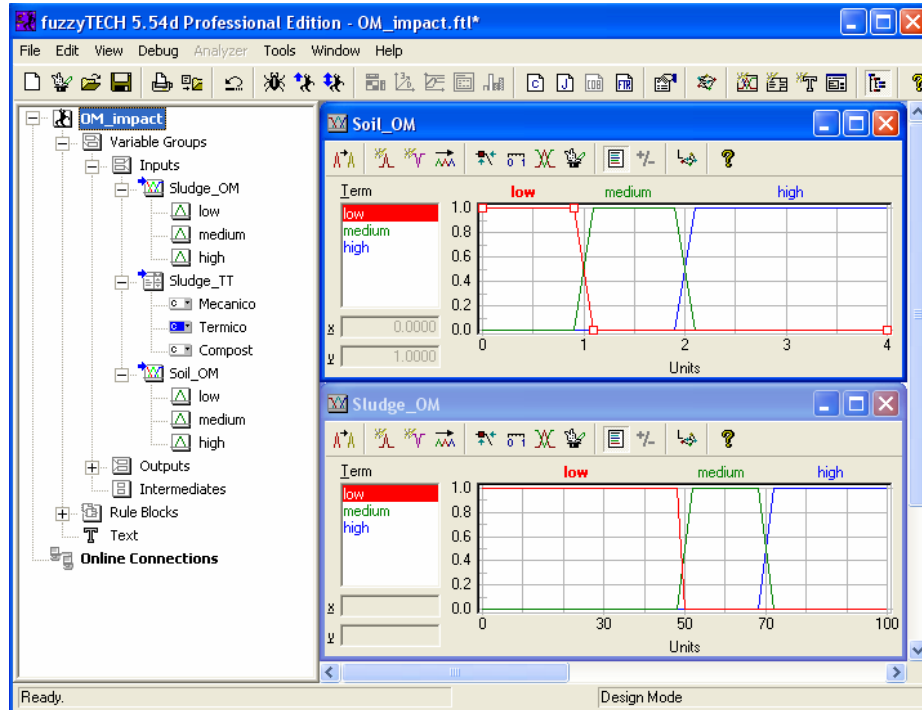 fuzzyTECH 5.54d Professional Edition - OM_impact.ftl*
File Edit View Debug Analyzer Tools Window Help
OM_impact
Variable Groups
Inputs
Sludge_OM
low
medium
high
Sludge_TT
Mecanico
Termico
Compost
Soil_OM
low
medium
high
Outputs
Intermediates
Rule Blocks
Text
Online Connections
Soil_OM
Term
low
medium
high
x 0.0000
y 1.0000
low medium high
1.0
0.8
0.6
0.4
0.2
0.0
0 1 2 3 4
Units
Sludge_OM
Term
low
medium
high
x
y
low medium high
1.0
0.8
0.6
0.4
0.2
0.0
0 30 50 70 100
Units
Ready. Design Mode